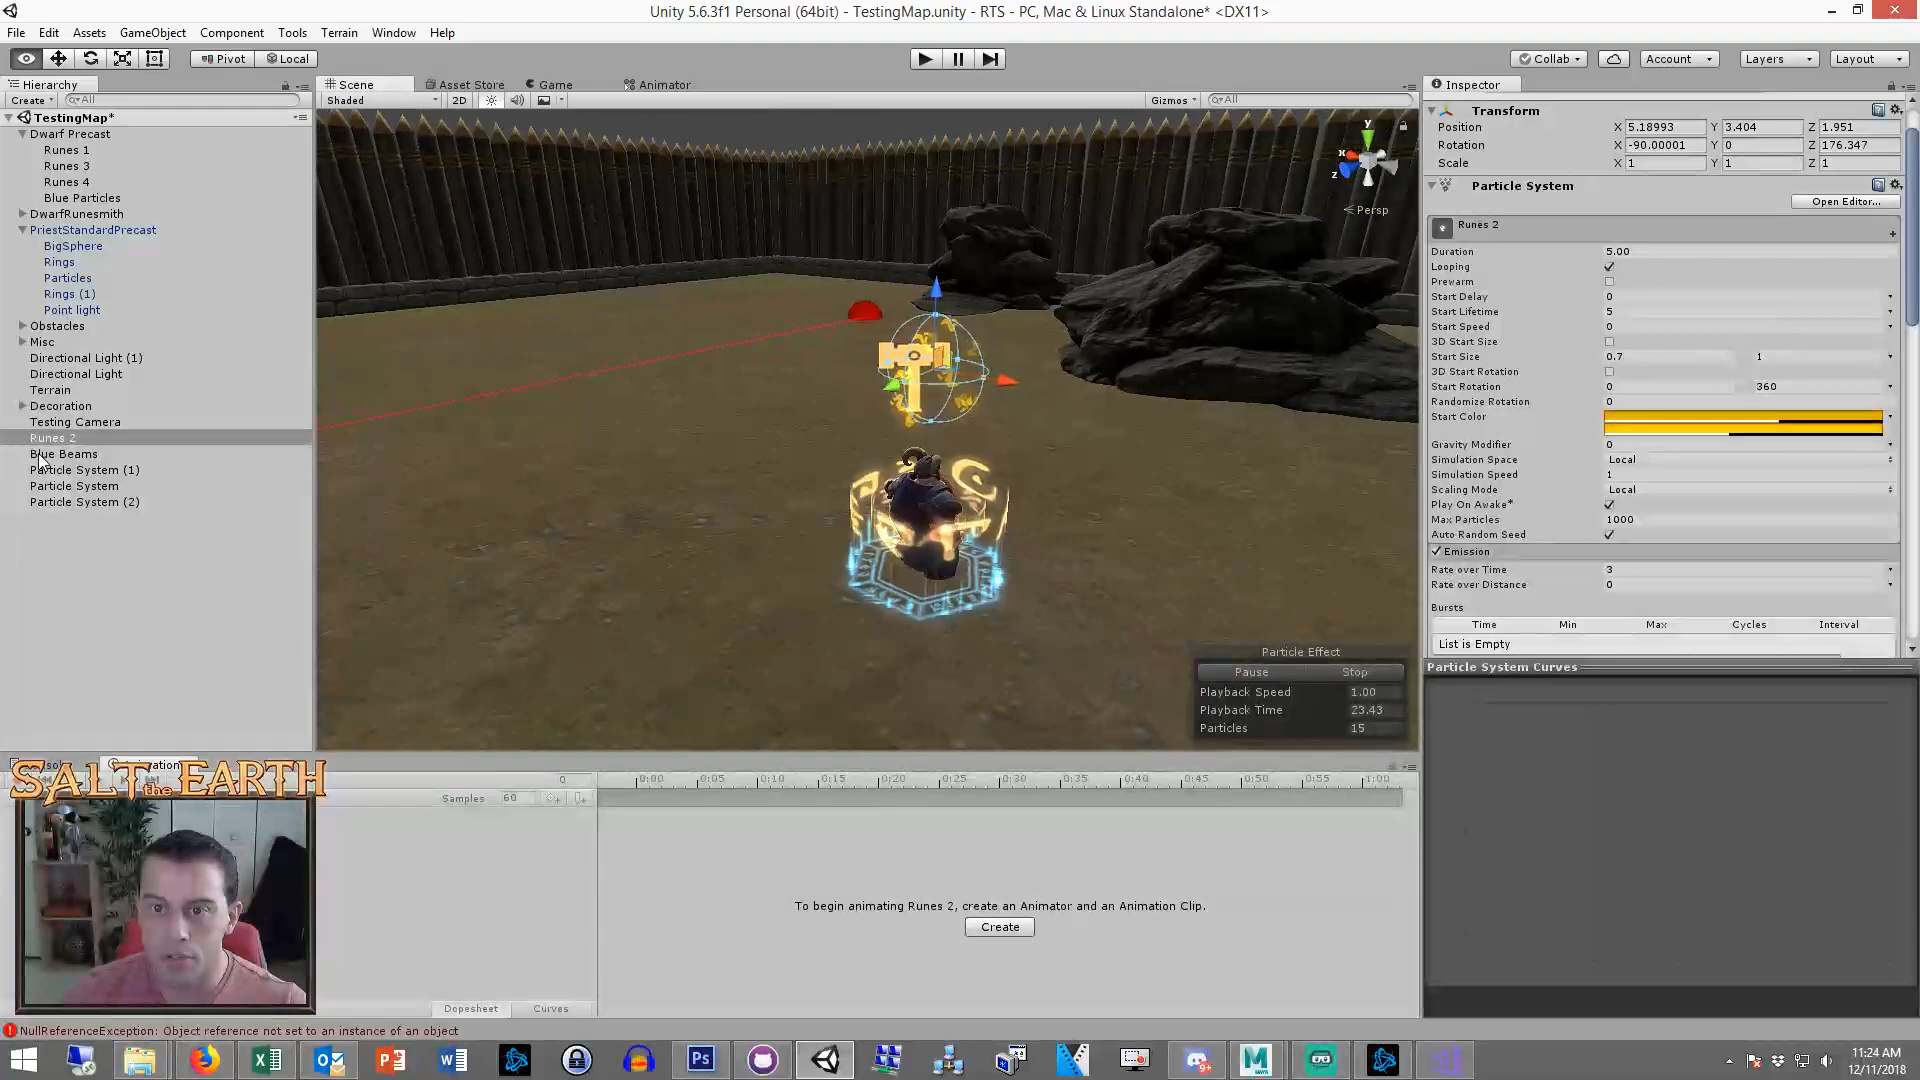 Unity 5.6.3f1 Personal (64bit) - TestingMap.unity - RTS - PC, Mac & Linux Standalone* <DX11>
File Edit Assets GameObject Component Tools Terrain Window Help
Pivot Local Collab Account Layers Layout
Hierarchy Scene Asset Store Game Animator Inspector
Create All Shaded 2D Gizmos All
TestingMap*
Dwarf Precast
Runes 1
Runes 3
Runes 4
Blue Particles
DwarfRunesmith
PriestStandardPrecast
BigSphere
Rings
Particles
Rings (1)
Point light
Obstacles
Misc
Directional Light (1)
Directional Light
Terrain
Decoration
Testing Camera
Runes 2
Blue Beams
Particle System (1)
Particle System
Particle System (2)
y
x
z
Persp
Particle Effect
Pause Stop
Playback Speed 1.00
Playback Time 23.43
Particles 15
Transform
Position X 5.18993 Y 3.404 Z 1.951
Rotation X -90.00001 Y 0 Z 176.347
Scale X 1 Y 1 Z 1
Particle System
Open Editor...
Runes 2
Duration 5.00
Looping
Prewarm
Start Delay 0
Start Lifetime 5
Start Speed 0
3D Start Size
Start Size 0.7 1
3D Start Rotation
Start Rotation 0 360
Randomize Rotation 0
Start Color
Gravity Modifier 0
Simulation Space Local
Simulation Speed 1
Scaling Mode Local
Play On Awake*
Max Particles 1000
Auto Random Seed
Emission
Rate over Time 3
Rate over Distance 0
Bursts
Time Min Max Cycles Interval
List is Empty
Particle System Curves
SALT the EARTH
0 0:00 0:05 0:10 0:15 0:20 0:25 0:30 0:35 0:40 0:45 0:50 0:55 1:00
Samples 60
To begin animating Runes 2, create an Animator and an Animation Clip.
Create
Dopesheet Curves
NullReferenceException: Object reference not set to an instance of an object
Ps
9+
11:24 AM
12/11/2018